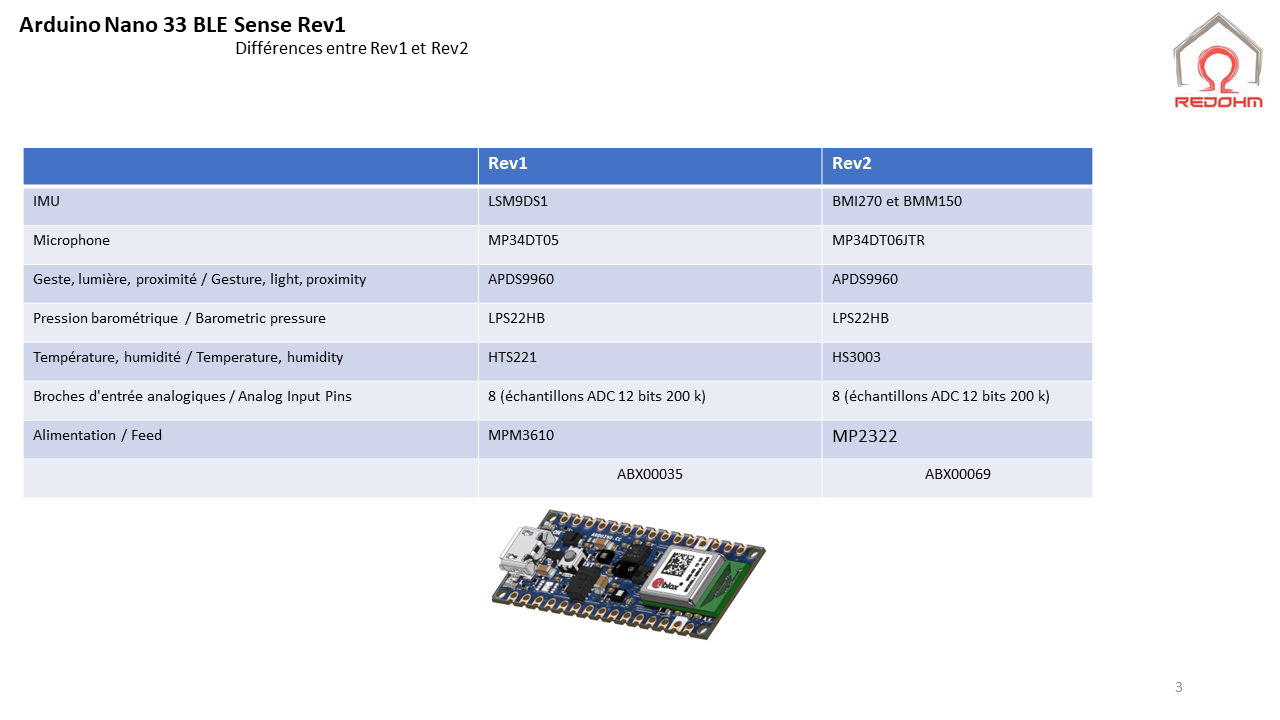 Arduino Nano 33 BLE Sense Rev1
Différences entre Rev1 et Rev2
REDOHM
Rev1 Rev2
IMU LSM9DS1 BMI270 et BMM150
Microphone MP34DT05 MP34DT06JTR
Geste, lumière, proximité / Gesture, light, proximity APDS9960 APDS9960
Pression barométrique / Barometric pressure LPS22HB LPS22HB
Température, humidité / Temperature, humidity HTS221 HS3003
Broches d'entrée analogiques / Analog Input Pins 8 (échantillons ADC 12 bits 200 k) 8 (échantillons ADC 12 bits 200 k)
Alimentation / Feed MPM3610 MP2322
ABX00035 ABX00069
ARDUINO.CC
ublox
3